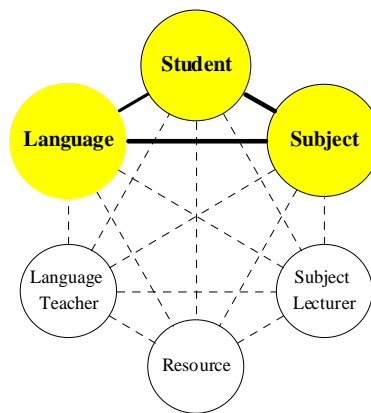 Student
Language
Subject
Language
Teacher
Subject
Lecturer
Resource